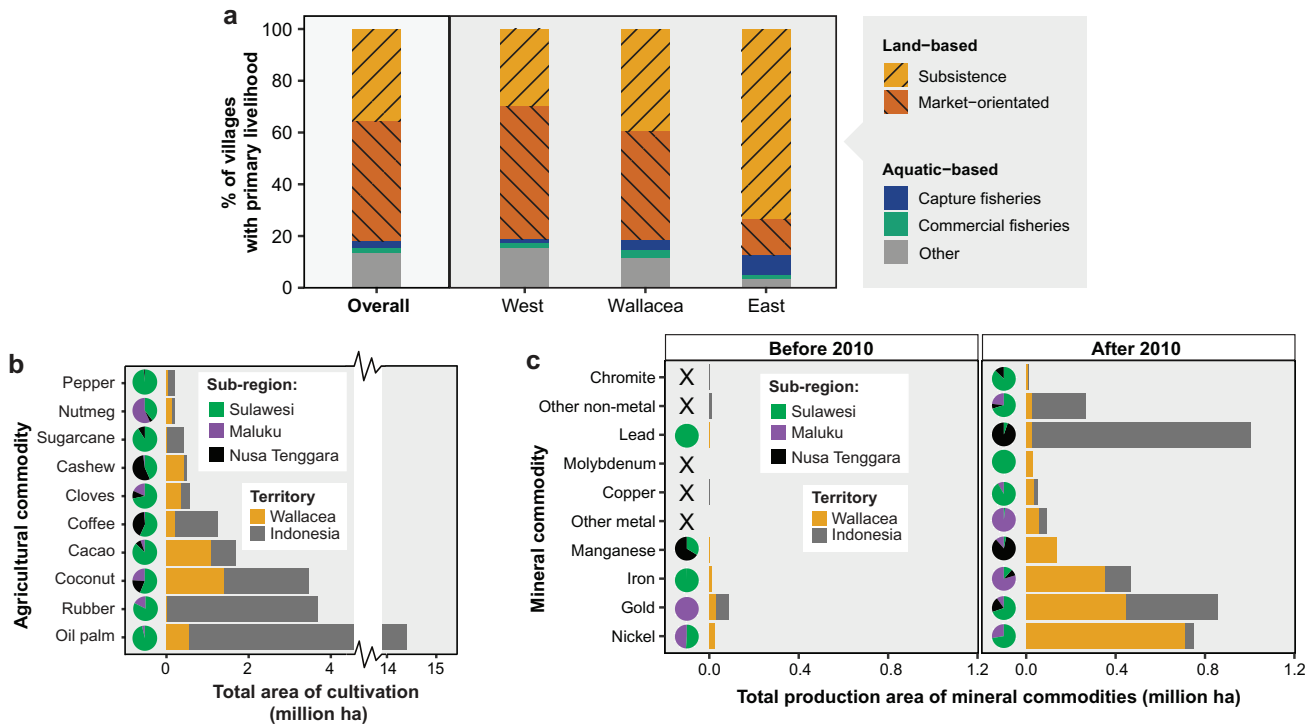 a
100
80
60
40
20
0
% of villages
with primary livelihood
Overall
West
Wallacea
East
Land−based
Subsistence
Market−orientated
Aquatic−based
Capture fisheries
Commercial fisheries
Other
b
Agricultural commodity
Pepper
Nutmeg
Sugarcane
Cashew
Cloves
Coffee
Cacao
Coconut
Rubber
Oil palm
Sub-region:
Sulawesi
Maluku
Nusa Tenggara
Territory
Wallacea
Indonesia
0 2 4 14 15
Total area of cultivation
(million ha)
c
Before 2010
After 2010
Mineral commodity
Chromite X
Other non−metal X
Lead
Molybdenum X
Copper X
Other metal X
Manganese
Iron
Gold
Nickel
Sub-region:
Sulawesi
Maluku
Nusa Tenggara
Territory
Wallacea
Indonesia
0.0 0.4 0.8 1.2
0.0 0.4 0.8 1.2
Total production area of mineral commodities (million ha)